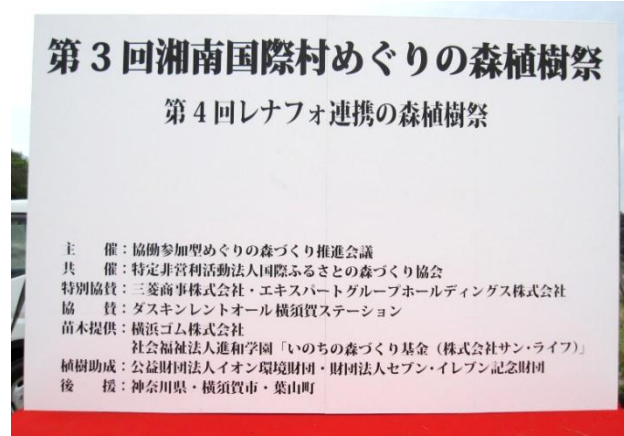 第3回湘南国際村めぐりの森植樹祭
第4回レナフォ連携の森植樹祭
主　　催：協働参加型めぐりの森づくり推進会議
共　　催：特定非営利活動法人国際ふるさとの森づくり協会
特別協賛：三菱商事株式会社・エキスパートグループホールディングス株式会社
協　　賛：ダスキンレントオール横須賀ステーション
苗木提供：横浜ゴム株式会社
社会福祉法人進和学園「いのちの森づくり基金（株式会社サン・ライフ）」
植樹助成：公益財団法人イオン環境財団・財団法人セブン-イレブン記念財団
後　　援：神奈川県・横須賀市・葉山町